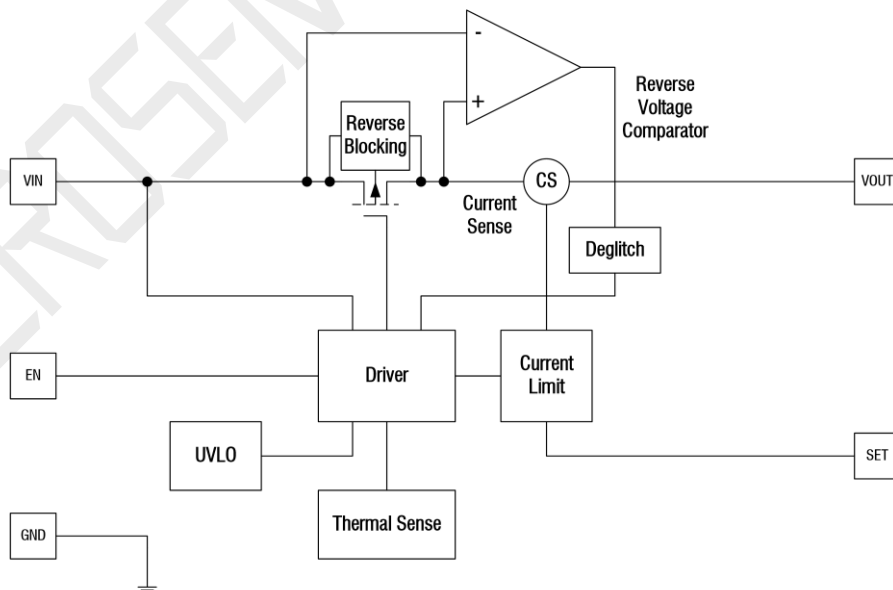 -
+
Reverse
Voltage
Comparator
Reverse
Blocking
VIN
CS
VOUT
Current
Sense
Deglitch
EN
Driver
Current
Limit
UVLO
SET
GND
Thermal Sense